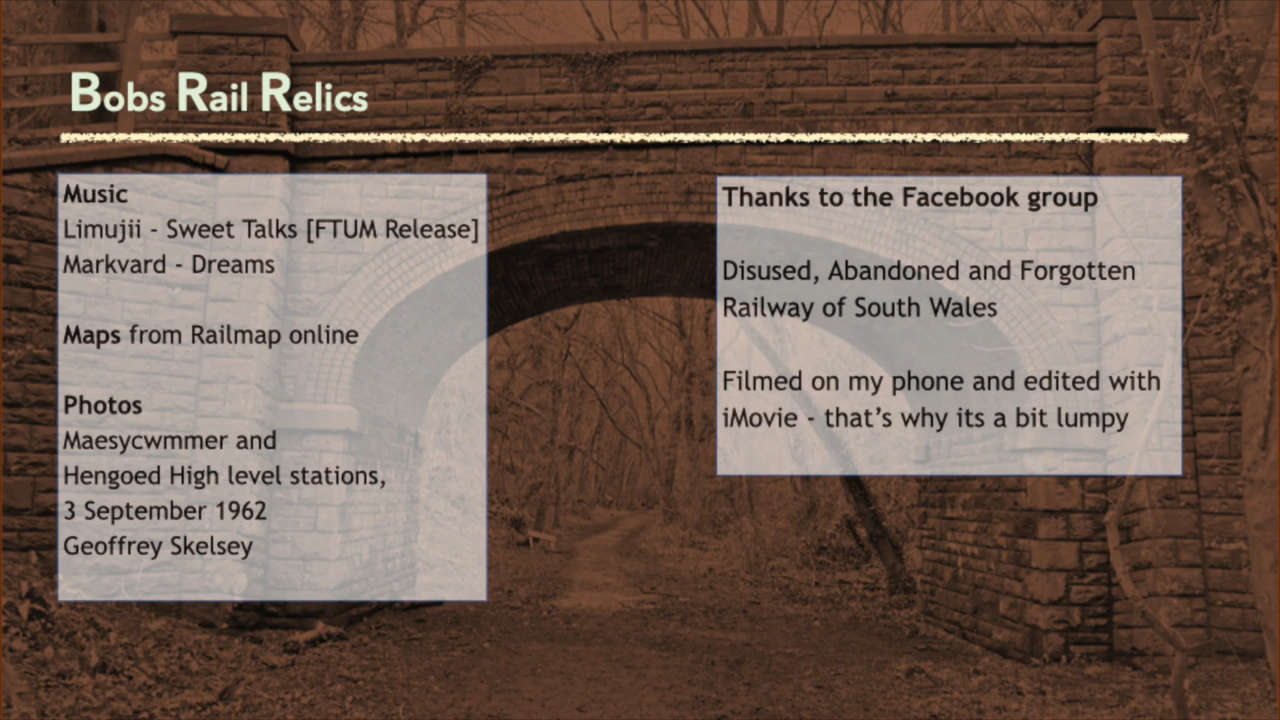 Bobs Rail Relics
Music
Limujii - Sweet Talks [FTUM Release]
Markvard - Dreams
Maps from Railmap online
Photos
Maesycwmmer and
Hengoed High level stations,
3 September 1962
Geoffrey Skelsey
Thanks to the Facebook group
Disused, Abandoned and Forgotten
Railway of South Wales
Filmed on my phone and edited with
iMovie - that’s why its a bit lumpy